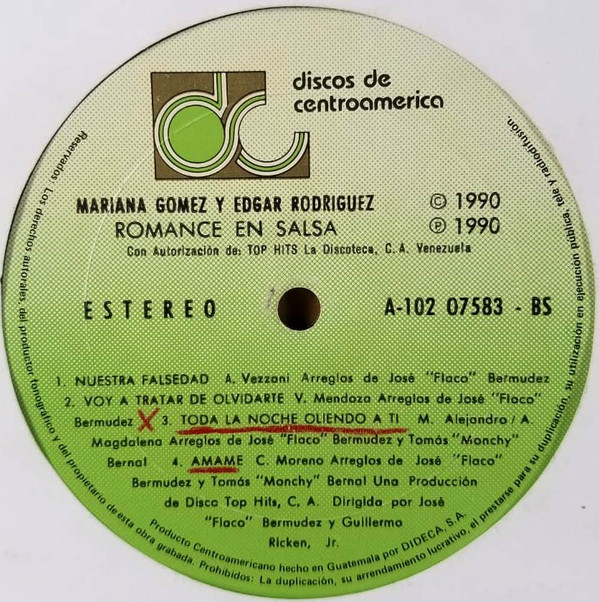 discos de
centroamerica
dc
MARIANA GOMEZ Y EDGAR RODRIGUEZ
© 1990
ROMANCE EN SALSA
℗ 1990
Con Autorización de: TOP HITS La Discoteca, C. A. Venezuela
ESTEREO
A-102 07583 - BS
1. NUESTRA FALSEDAD A. Vezzani Arreglos de José "Flaco" Bermudez
2. VOY A TRATAR DE OLVIDARTE V. Mendoza Arreglos de José "Flaco"
Bermudez X 3. TODA LA NOCHE OLIENDO A TI M. Alejandro/A.
Magdalena Arreglos de José "Flaco" Bermudez y Tomás "Monchy"
Bernal 4. AMAME C. Moreno Arreglos de José "Flaco"
Bermudez y Tomás "Monchy" Bernal Una Producción
de Disco Top Hits, C. A. Dirigida por José
"Flaco" Bermudez y Guillermo
Ricken, Jr.
Producto Centroamericano hecho en Guatemala por DIDECA, S.A.
Reservados. Los derechos autorales, del productor fonográfico y del propietario de esta obra grabada. Prohibidos: La duplicación, su arrendamiento lucrativo, el prestarse para su duplicación, su utilización en ejecución pública, tele y radiodifusión.